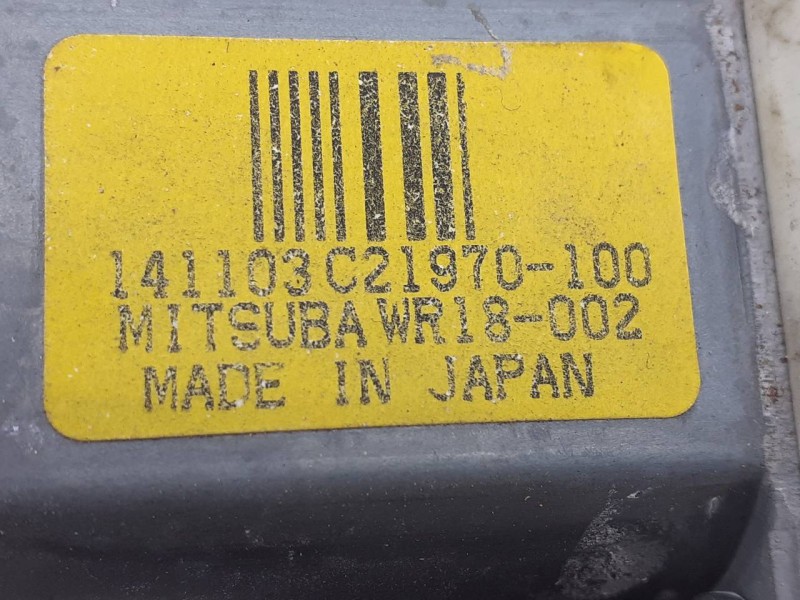 141103C21970-100
MITSUBA WR18-002
MADE IN JAPAN